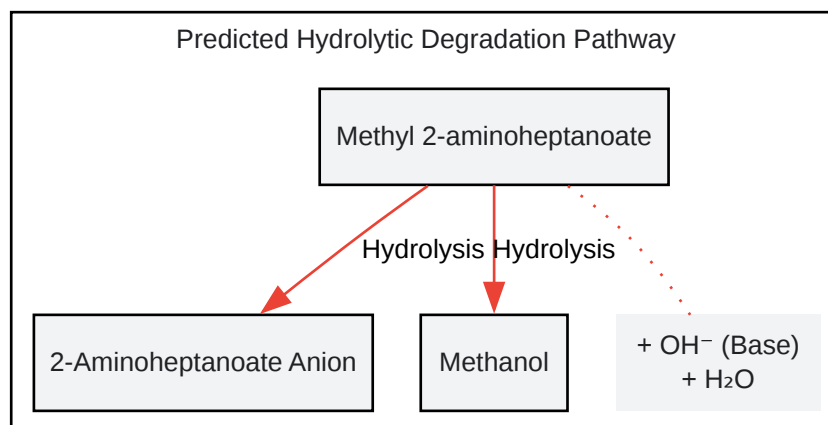 Predicted Hydrolytic Degradation Pathway
Methyl 2-aminoheptanoate
Hydrolysis Hydrolysis
2-Aminoheptanoate Anion
Methanol
+ OH⁻ (Base)
+ H₂O